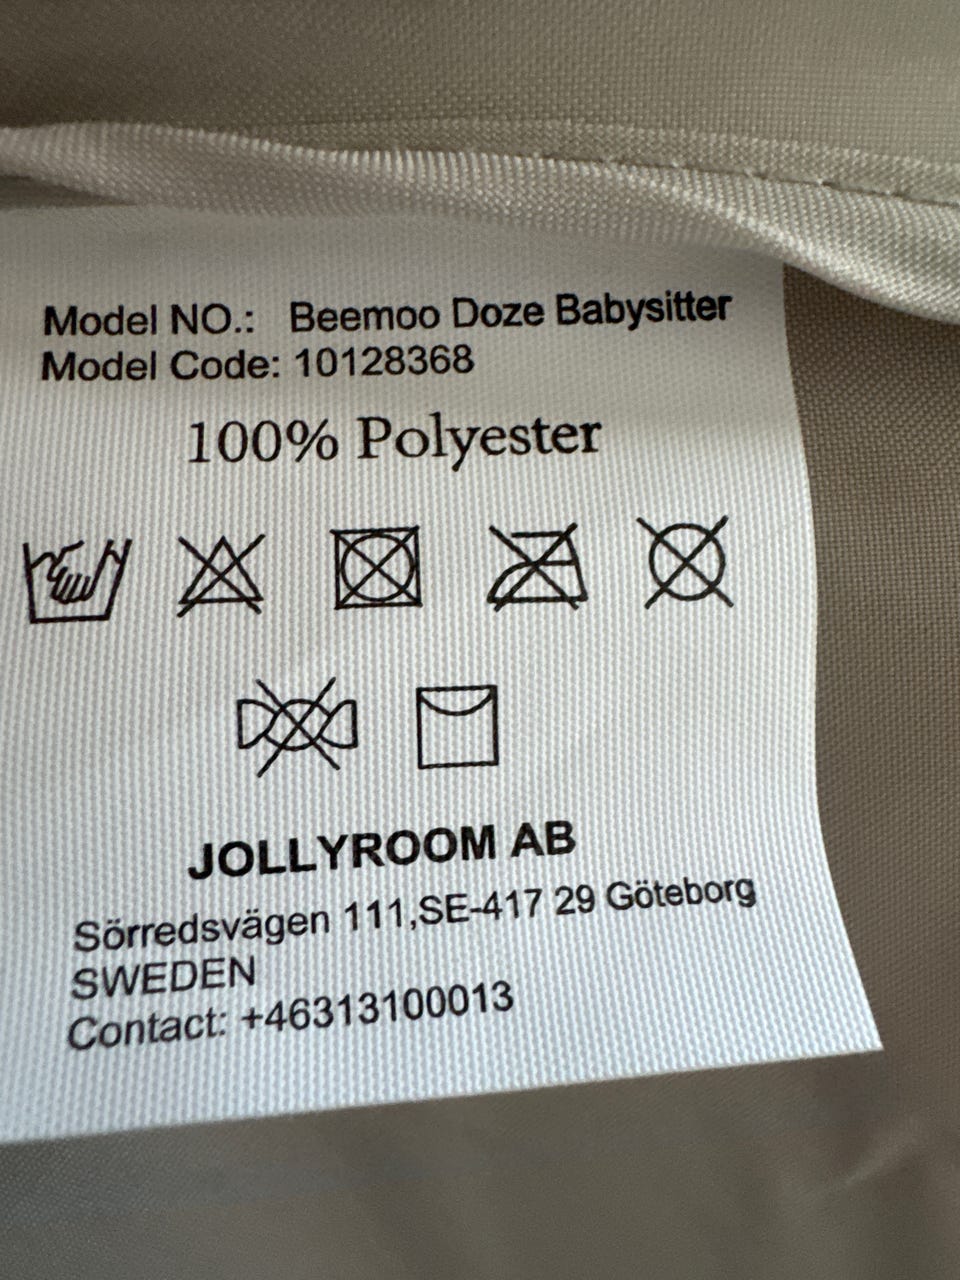 Model NO.: Beemoo Doze Babysitter
Model Code: 10128368
100% Polyester
JOLLYROOM AB
Sörredsvägen 111,SE-417 29 Göteborg
SWEDEN
Contact: +46313100013